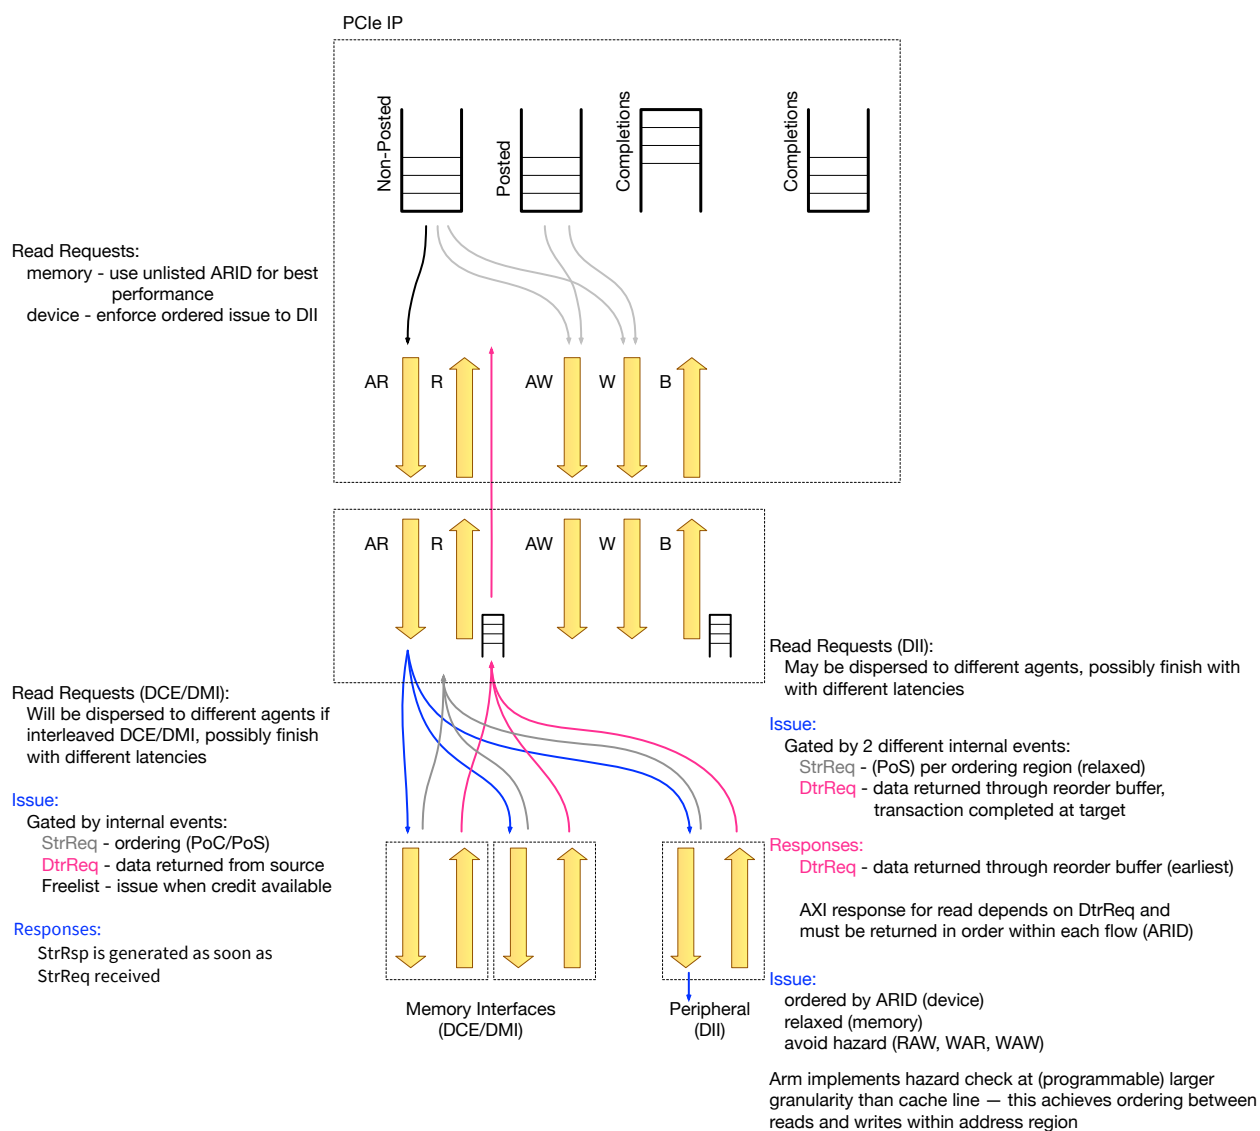 PCIe IP
Non-Posted
Posted
Completions
Completions
Read Requests:
memory - use unlisted ARID for best
performance
device - enforce ordered issue to DII
AR
R
AW
W
B
AR
R
AW
W
B
Read Requests (DCE/DMI):
Will be dispersed to different agents if
interleaved DCE/DMI, possibly finish
with different latencies
Issue:
Gated by internal events:
StrReq - ordering (PoC/PoS)
DtrReq - data returned from source
Freelist - issue when credit available
Responses:
StrRsp is generated as soon as
StrReq received
Memory Interfaces
(DCE/DMI)
Peripheral
(DII)
Read Requests (DII):
May be dispersed to different agents, possibly finish with
with different latencies
Issue:
Gated by 2 different internal events:
StrReq - (PoS) per ordering region (relaxed)
DtrReq - data returned through reorder buffer,
transaction completed at target
Responses:
DtrReq - data returned through reorder buffer (earliest)
AXI response for read depends on DtrReq and
must be returned in order within each flow (ARID)
Issue:
ordered by ARID (device)
relaxed (memory)
avoid hazard (RAW, WAR, WAW)
Arm implements hazard check at (programmable) larger
granularity than cache line — this achieves ordering between
reads and writes within address region